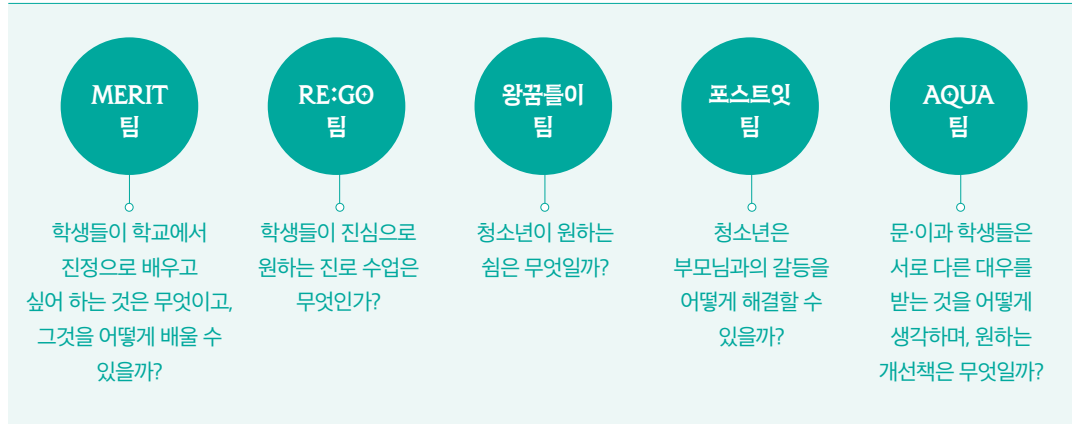 MERIT
팀
학생들이 학교에서
진정으로 배우고
싶어 하는 것은 무엇이고,
그것을 어떻게 배울 수
있을까?
RE:GO
팀
학생들이 진심으로
원하는 진로 수업은
무엇인가?
왕꿈틀이
팀
청소년이 원하는
쉼은 무엇일까?
포스트잇
팀
청소년은
부모님과의 갈등을
어떻게 해결할 수
있을까?
AQUA
팀
문·이과 학생들은
서로 다른 대우를
받는 것을 어떻게
생각하며, 원하는
개선책은 무엇일까?